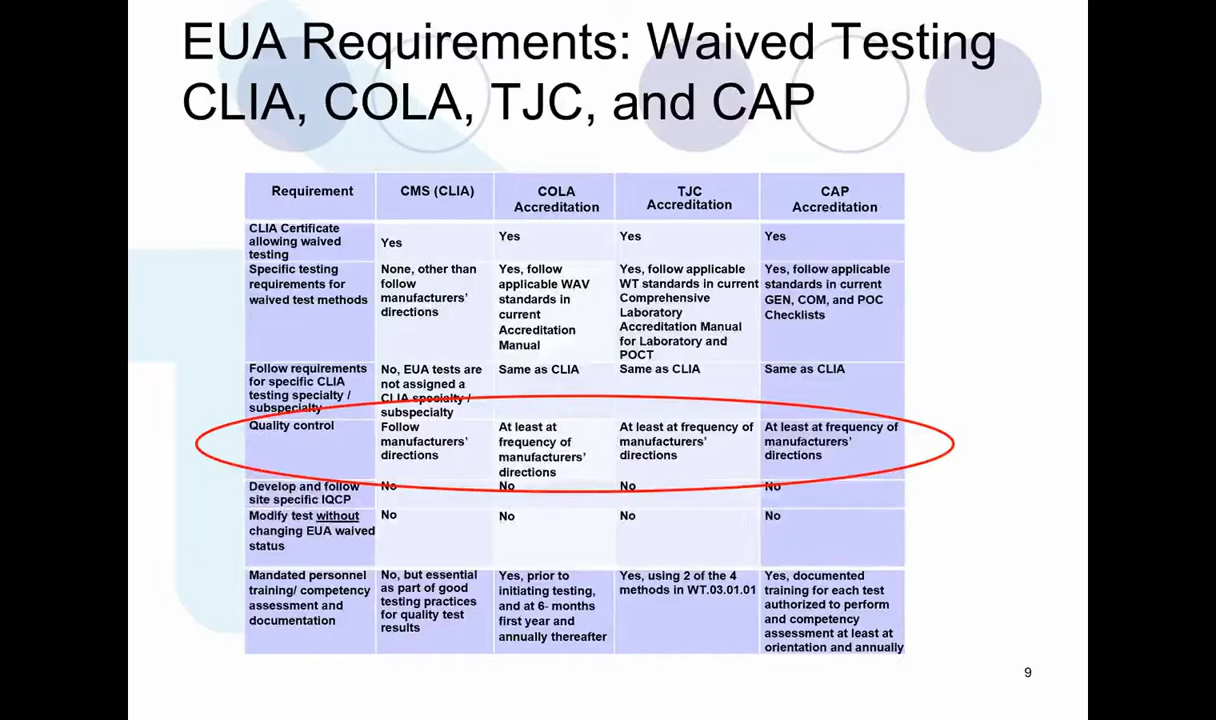 EUA Requirements: Waived Testing
CLIA, COLA, TJC, and CAP
Requirement
CMS (CLIA)
COLA
Accreditation
TJC
Accreditation
CAP
Accreditation
CLIA Certificate
allowing waived
testing
Yes
Yes
Yes
Yes
Specific testing
requirements for
waived test methods
None, other than
follow
manufacturers’
directions
Yes, follow
applicable WAV
standards in
current
Accreditation
Manual
Yes, follow applicable
WT standards in current
Comprehensive
Laboratory
Accreditation Manual
for Laboratory and
POCT
Yes, follow applicable
standards in current
GEN, COM, and POC
Checklists
Follow requirements
for specific CLIA
testing specialty /
subspecialty
No, EUA tests are
not assigned a
CLIA specialty /
subspecialty
Same as CLIA
Same as CLIA
Same as CLIA
Quality control
Follow
manufacturers’
directions
At least at
frequency of
manufacturers’
directions
At least at frequency of
manufacturers’
directions
At least at frequency of
manufacturers’
directions
Develop and follow
site specific IQCP
No
No
No
No
Modify test without
changing EUA waived
status
No
No
No
No
Mandated personnel
training/ competency
assessment and
documentation
No, but essential
as part of good
testing practices
for quality test
results
Yes, prior to
initiating testing,
and at 6- months
first year and
annually thereafter
Yes, using 2 of the 4
methods in WT.03.01.01
Yes, documented
training for each test
authorized to perform
and competency
assessment at least at
orientation and annually
9